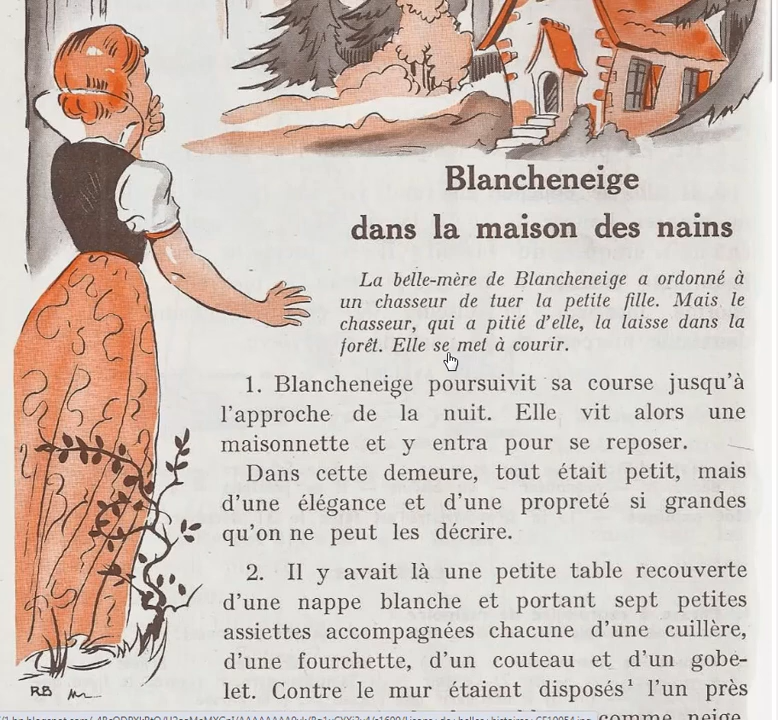 Blancheneige
dans la maison des nains
La belle-mère de Blancheneige a ordonné à
un chasseur de tuer la petite fille. Mais le
chasseur, qui a pitié d'elle, la laisse dans la
forêt. Elle se met à courir.
1. Blancheneige poursuivit sa course jusqu'à
l'approche de la nuit. Elle vit alors une
maisonnette et y entra pour se reposer.
Dans cette demeure, tout était petit, mais
d'une élégance et d'une propreté si grandes
qu'on ne peut les décrire.
2. Il y avait là une petite table recouverte
d'une nappe blanche et portant sept petites
assiettes accompagnées chacune d'une cuillère,
d'une fourchette, d'un couteau et d'un gobe-
let. Contre le mur étaient disposés l'un près
comme neige,
RB